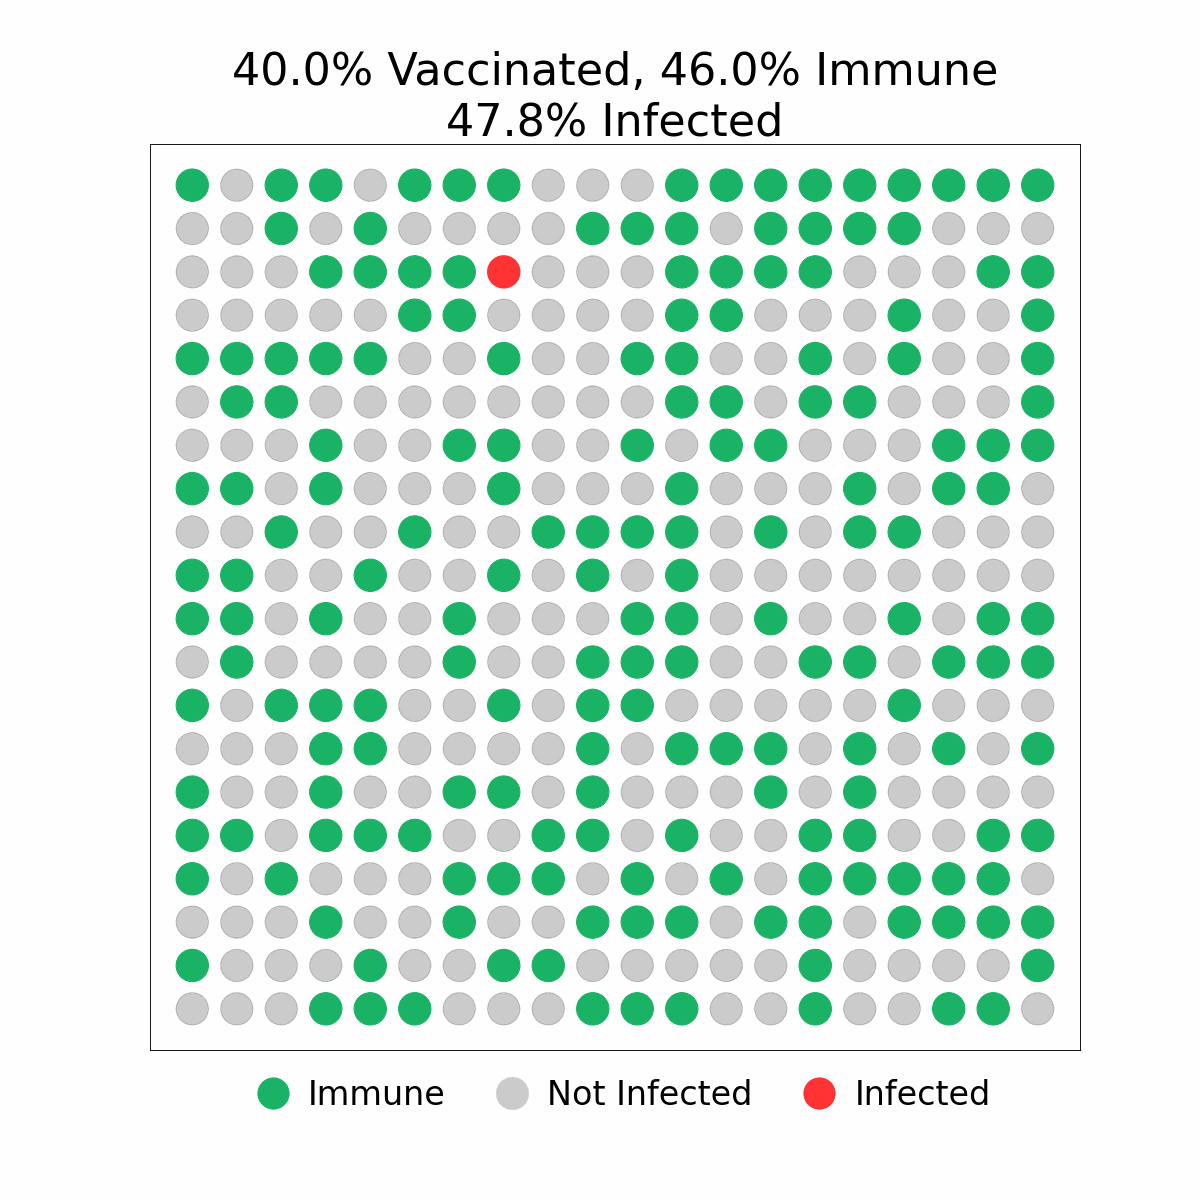 40.0% Vaccinated, 46.0% Immune
47.8% Infected
Immune Not Infected Infected